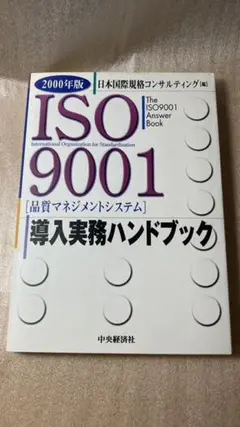 2000年版
日本国際規格コンサルティング［編］
The
ISO9001
Answer
Book
ISO
International Organization for Standardization
9001
［品質マネジメントシステム］
導入実務ハンドブック
中央経済社